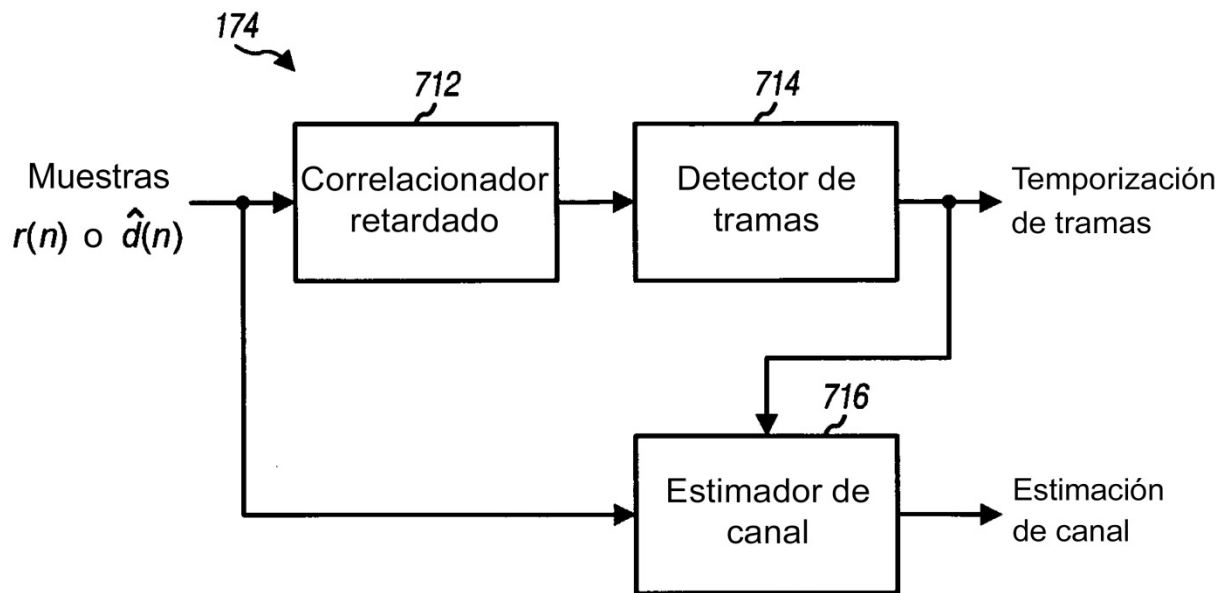 174
712
714
Muestras
r(n) o d̂(n)
Correlacionador
retardado
Detector de
tramas
Temporización
de tramas
716
Estimador de
canal
Estimación
de canal